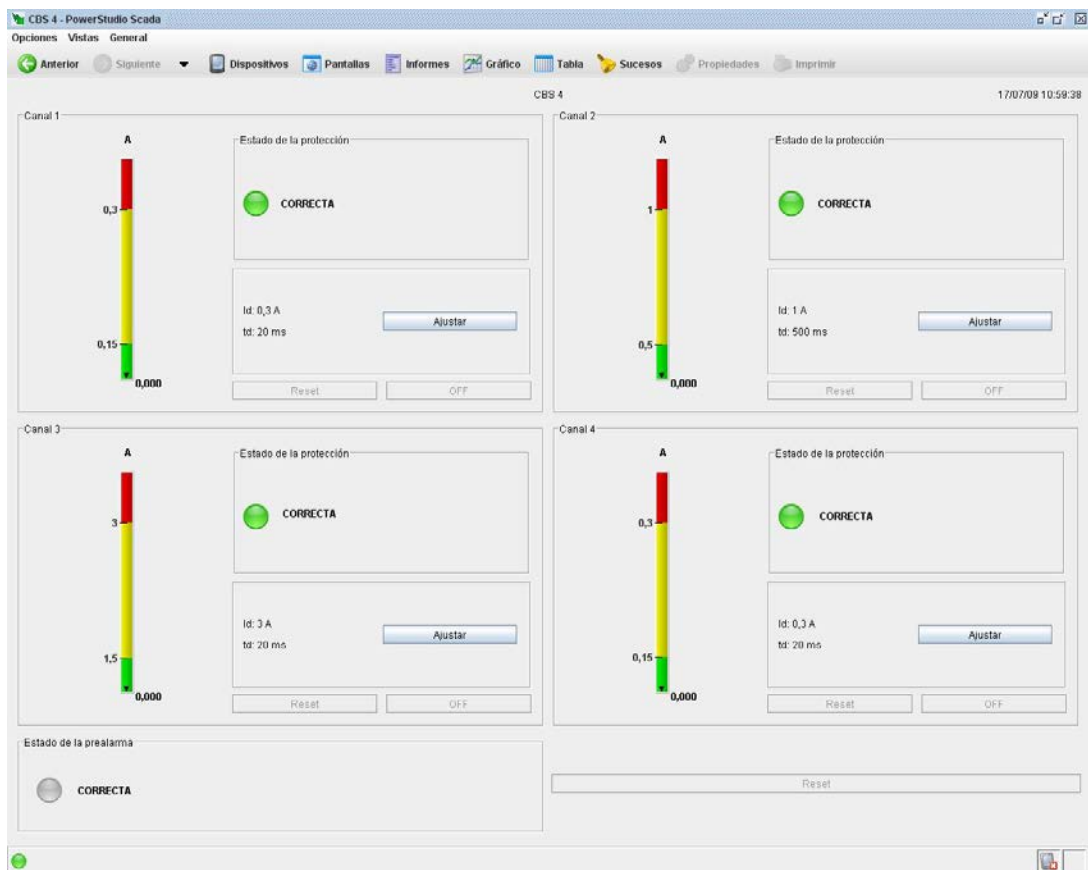 CBS 4 - PowerStudio Scada
Opciones Vistas General
Anterior Siguiente Dispositivos Pantallas Informes Gráfico Tabla Sucesos Propiedades Imprimir
CBS 4 17/07/09 10:59:38
Canal 1
A
0,3
0,15
0,000
Estado de la protección
CORRECTA
Id: 0,3 A
td: 20 ms
Ajustar
Reset OFF
Canal 2
A
1
0,5
0,000
Estado de la protección
CORRECTA
Id: 1 A
td: 500 ms
Ajustar
Reset OFF
Canal 3
A
3
1,5
0,000
Estado de la protección
CORRECTA
Id: 3 A
td: 20 ms
Ajustar
Reset OFF
Canal 4
A
0,3
0,15
0,000
Estado de la protección
CORRECTA
Id: 0,3 A
td: 20 ms
Ajustar
Reset OFF
Estado de la prealarma
CORRECTA
Reset